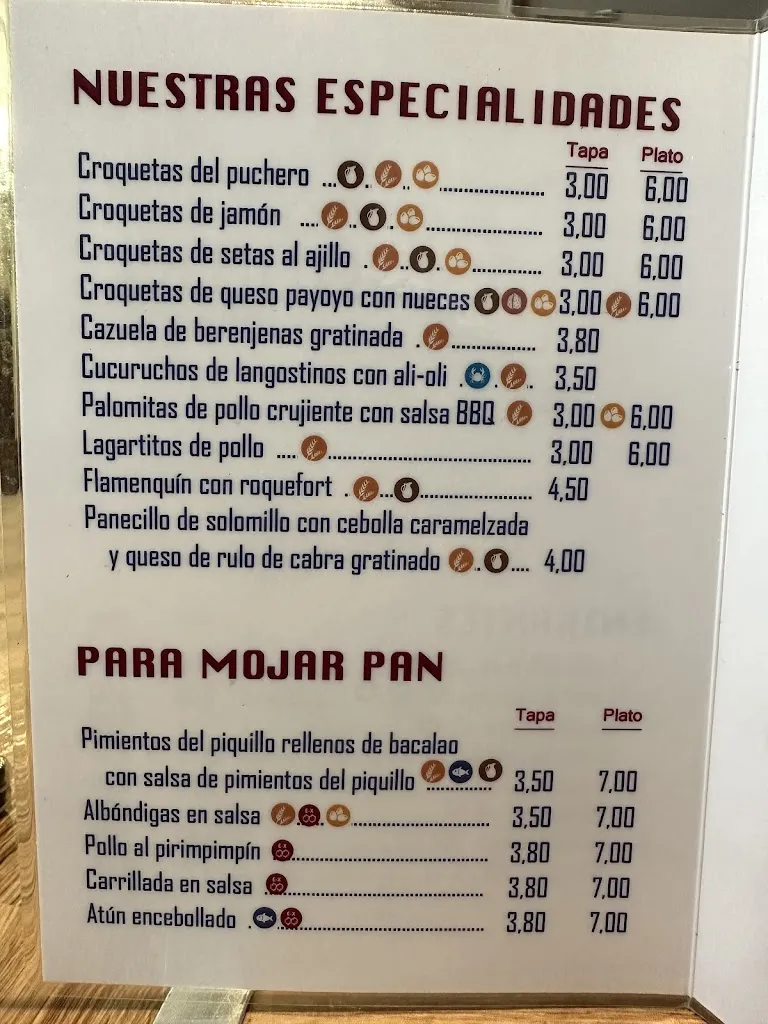 NUESTRAS ESPECIALIDADES
Tapa Plato
Croquetas del puchero ... . .. ........................ 3,00 6,00
Croquetas de jamón .... .. . ........................ 3,00 6,00
Croquetas de setas al ajillo . .. . ............... 3,00 6,00
Croquetas de queso payoyo con nueces 3,00 6,00
Cazuela de berenjenas gratinada . .................. 3,80
Cucuruchos de langostinos con ali-oli . . . 3,50
Palomitas de pollo crujiente con salsa BBQ 3,00 6,00
Lagartitos de pollo .... ........................................... 3,00 6,00
Flamenquín con roquefort . ... ........................ 4,50
Panecillo de solomillo con cebolla caramelzada
y queso de rulo de cabra gratinado . .... 4,00
PARA MOJAR PAN
Tapa Plato
Pimientos del piquillo rellenos de bacalao
con salsa de pimientos del piquillo .............. 3,50 7,00
Albóndigas en salsa ............................. 3,50 7,00
Pollo al pirimpimpín .......................................... 3,80 7,00
Carrillada en salsa .......................................... 3,80 7,00
Atún encebollado . ....................................... 3,80 7,00